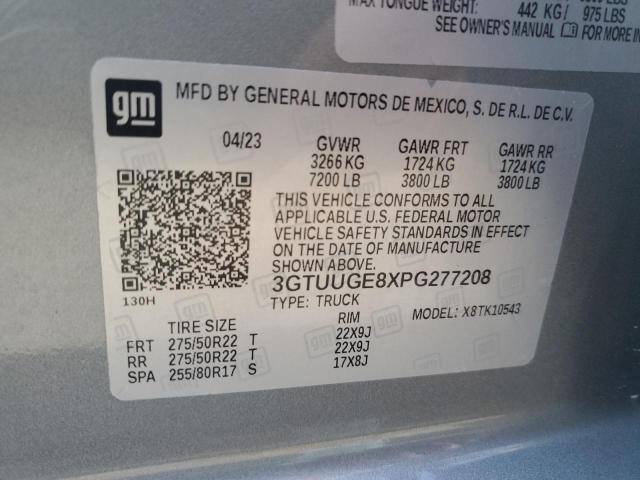 MAX TONGUE WEIGHT: 442 KG/ 975 LBS
SEE OWNER'S MANUAL FOR MORE
gm
MFD BY GENERAL MOTORS DE MEXICO, S. DE R.L. DE C.V.
04/23 GVWR GAWR FRT GAWR RR
3266 KG 1724 KG 1724 KG
7200 LB 3800 LB 3800 LB
THIS VEHICLE CONFORMS TO ALL
APPLICABLE U.S. FEDERAL MOTOR
VEHICLE SAFETY STANDARDS IN EFFECT
ON THE DATE OF MANUFACTURE
SHOWN ABOVE.
130H
3GTUUGE8XPG277208
TYPE: TRUCK MODEL: X8TK10543
TIRE SIZE RIM
FRT 275/50R22 T 22X9J
RR 275/50R22 T 22X9J
SPA 255/80R17 S 17X8J